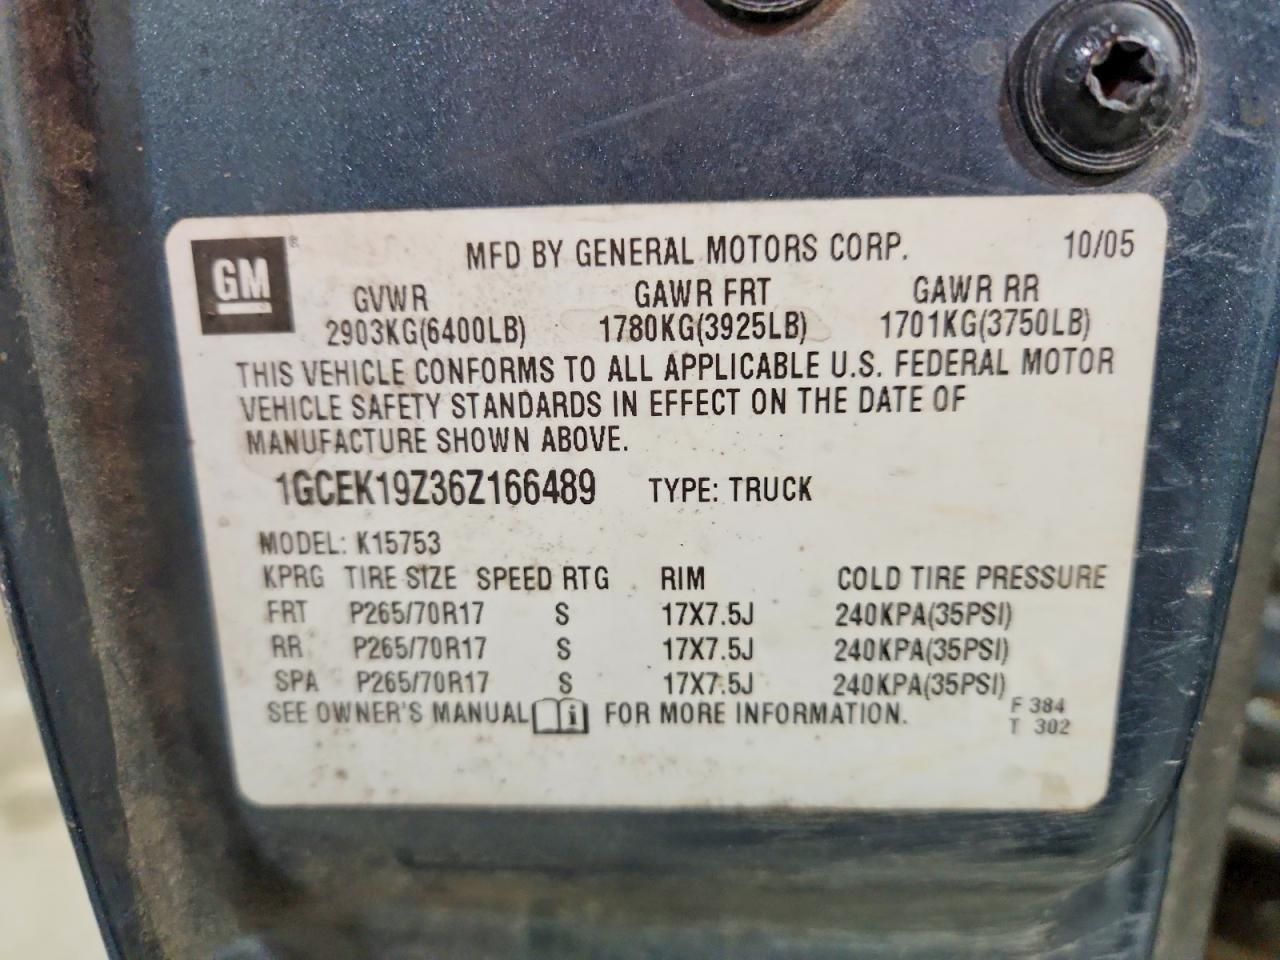 GM®
MFD BY GENERAL MOTORS CORP. 10/05
GVWR GAWR FRT GAWR RR
2903KG(6400LB) 1780KG(3925LB) 1701KG(3750LB)
THIS VEHICLE CONFORMS TO ALL APPLICABLE U.S. FEDERAL MOTOR
VEHICLE SAFETY STANDARDS IN EFFECT ON THE DATE OF
MANUFACTURE SHOWN ABOVE.
1GCEK19Z36Z166489 TYPE: TRUCK
MODEL: K15753
KPRG TIRE SIZE SPEED RTG RIM COLD TIRE PRESSURE
FRT P265/70R17 S 17X7.5J 240KPA(35PSI)
RR P265/70R17 S 17X7.5J 240KPA(35PSI)
SPA P265/70R17 S 17X7.5J 240KPA(35PSI)
SEE OWNER'S MANUAL i FOR MORE INFORMATION. F 384
T 302